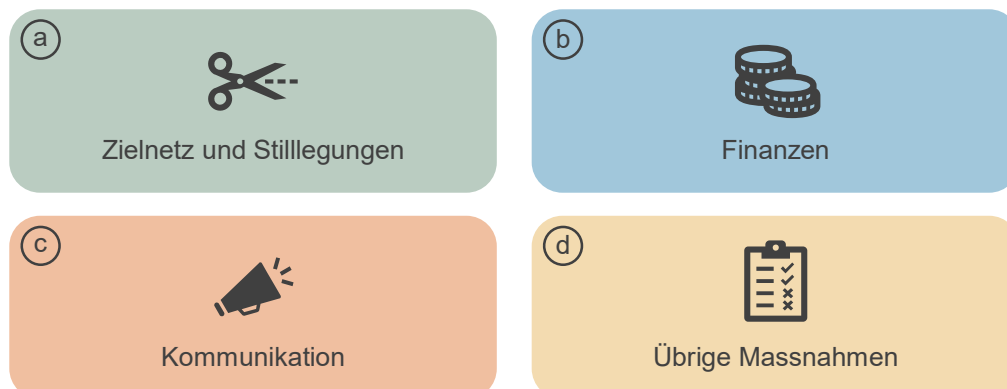 a
Zielnetz und Stilllegungen
b
Finanzen
c
Kommunikation
d
Übrige Massnahmen